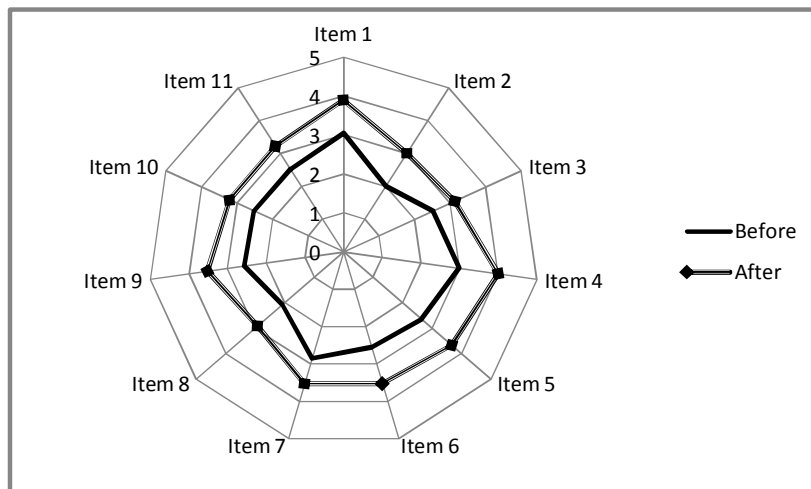 Item 1
Item 2
Item 3
Item 4
Item 5
Item 6
Item 7
Item 8
Item 9
Item 10
Item 11
5
4
3
2
1
0
Before
After